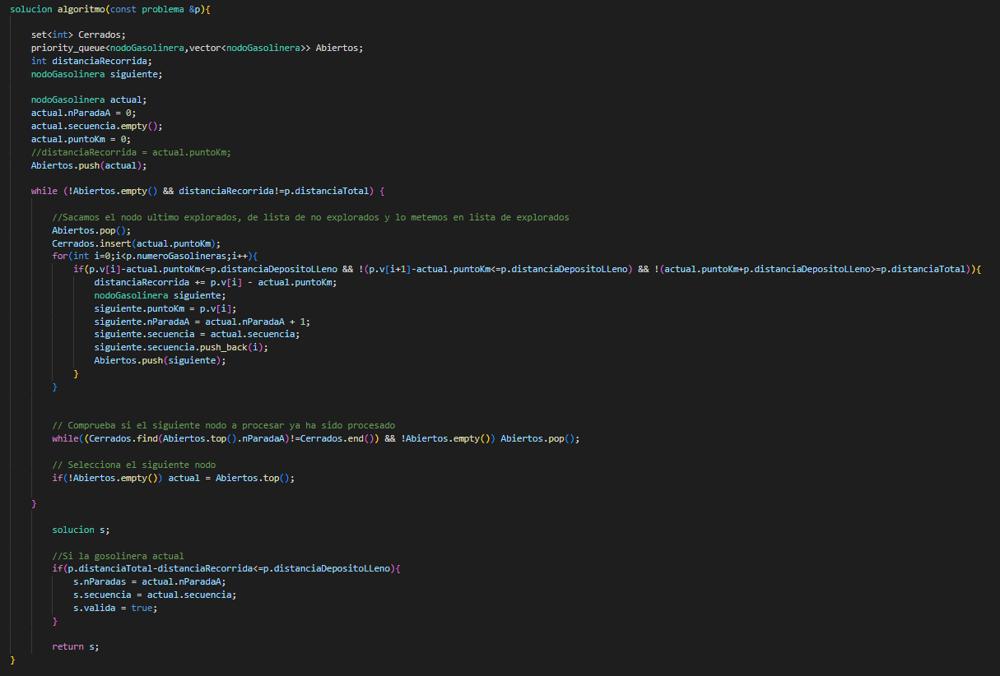 solucion algoritmo(const problema &p){
set<int> Cerrados;
priority_queue<nodoGasolinera,vector<nodoGasolinera>> Abiertos;
int distanciaRecorrida;
nodoGasolinera siguiente;
nodoGasolinera actual;
actual.nParadaA = 0;
actual.secuencia.empty();
actual.puntoKm = 0;
//distanciaRecorrida = actual.puntoKm;
Abiertos.push(actual);
while (!Abiertos.empty() && distanciaRecorrida!=p.distanciaTotal) {
//Sacamos el nodo ultimo explorados, de lista de no explorados y lo metemos en lista de explorados
Abiertos.pop();
Cerrados.insert(actual.puntoKm);
for(int i=0;i<p.numeroGasolineras;i++){
if(p.v[i]-actual.puntoKm<=p.distanciaDepositoLLeno && !(p.v[i+1]-actual.puntoKm<=p.distanciaDepositoLLeno) && !(actual.puntoKm+p.distanciaDepositoLLeno>=p.distanciaTotal)){
distanciaRecorrida += p.v[i] - actual.puntoKm;
nodoGasolinera siguiente;
siguiente.puntoKm = p.v[i];
siguiente.nParadaA = actual.nParadaA + 1;
siguiente.secuencia = actual.secuencia;
siguiente.secuencia.push_back(i);
Abiertos.push(siguiente);
}
}
// Comprueba si el siguiente nodo a procesar ya ha sido procesado
while((Cerrados.find(Abiertos.top().nParadaA)!=Cerrados.end()) && !Abiertos.empty()) Abiertos.pop();
// Selecciona el siguiente nodo
if(!Abiertos.empty()) actual = Abiertos.top();
}
solucion s;
//Si la gosolinera actual
if(p.distanciaTotal-distanciaRecorrida<=p.distanciaDepositoLLeno){
s.nParadas = actual.nParadaA;
s.secuencia = actual.secuencia;
s.valida = true;
}
return s;
}